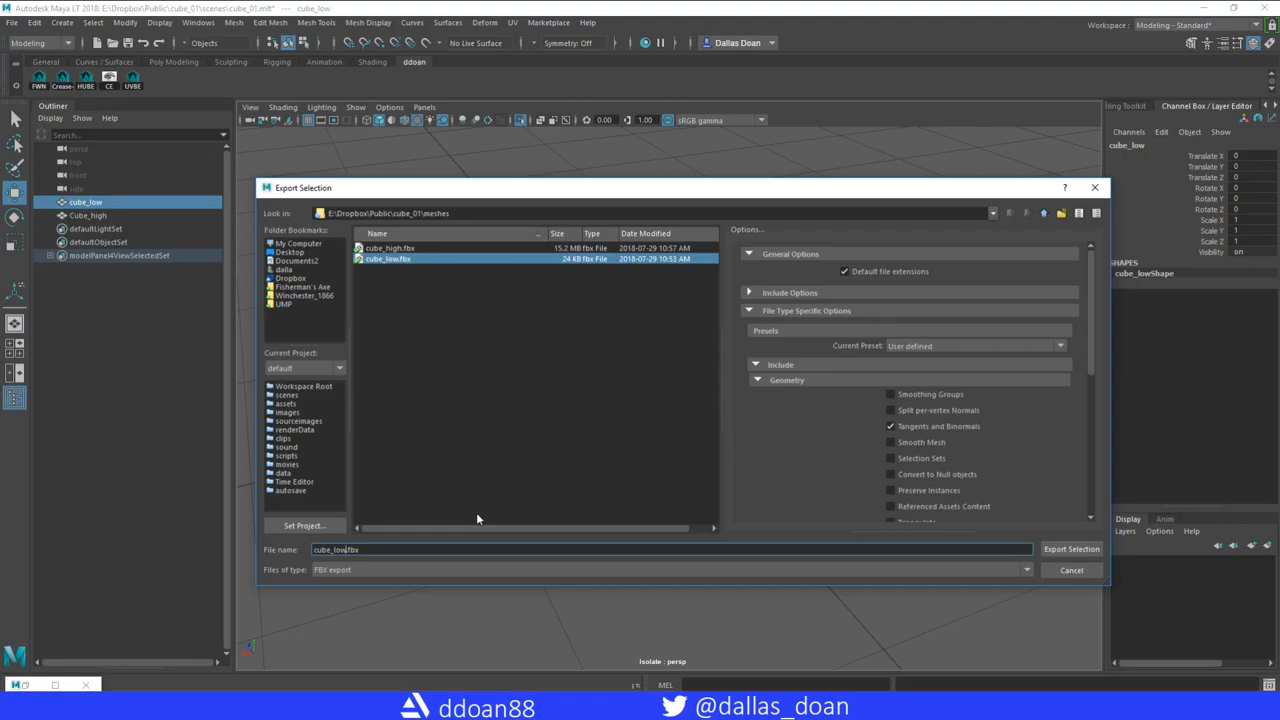 Autodesk Maya LT 2018: E:\Dropbox\Public\cube_01\scenes\cube_01.mlt* --- cube_low
File Edit Create Select Modify Display Windows Mesh Edit Mesh Mesh Tools Mesh Display Curves Surfaces Deform UV Marketplace Help
Workspace : Modeling - Standard*
Modeling Objects No Live Surface Symmetry: Off Dallas Doan
General Curves / Surfaces Poly Modeling Sculpting Rigging Animation Shading ddoan
FWN Crease- HUBE CE UVBE
Outliner
Display Show Help
Search...
persp
top
front
side
cube_low
Cube_high
defaultLightSet
defaultObjectSet
modelPanel4ViewSelectedSet
View Shading Lighting Show Options Panels
0.00 1.00 sRGB gamma
ling Toolkit Channel Box / Layer Editor
Channels Edit Object Show
cube_low
Translate X 0
Translate Y 0
Translate Z 0
Rotate X 0
Rotate Y 0
Rotate Z 0
Scale X 1
Scale Y 1
Scale Z 1
Visibility on
SHAPES
cube_lowShape
Display Anim
Layers Options Help
Export Selection
?
Look in: E:\Dropbox\Public\cube_01\meshes
Folder Bookmarks:
My Computer
Desktop
Documents2
dalla
Dropbox
Fisherman's Axe
Winchester_1866
UMP
Current Project:
default
Workspace Root
scenes
assets
images
sourceimages
renderData
clips
sound
scripts
movies
data
Time Editor
autosave
Set Project...
Name Size Type Date Modified
cube_high.fbx 15.2 MB fbx File 2018-07-29 10:57 AM
cube_low.fbx 24 KB fbx File 2018-07-29 10:53 AM
Options...
General Options
Default file extensions
Include Options
File Type Specific Options
Presets
Current Preset: User defined
Include
Geometry
Smoothing Groups
Split per-vertex Normals
Tangents and Binormals
Smooth Mesh
Selection Sets
Convert to Null objects
Preserve Instances
Referenced Assets Content
File name: cube_low.fbx
Export Selection
Files of type: FBX export
Cancel
Isolate : persp
MEL
ddoan88 @dallas_doan